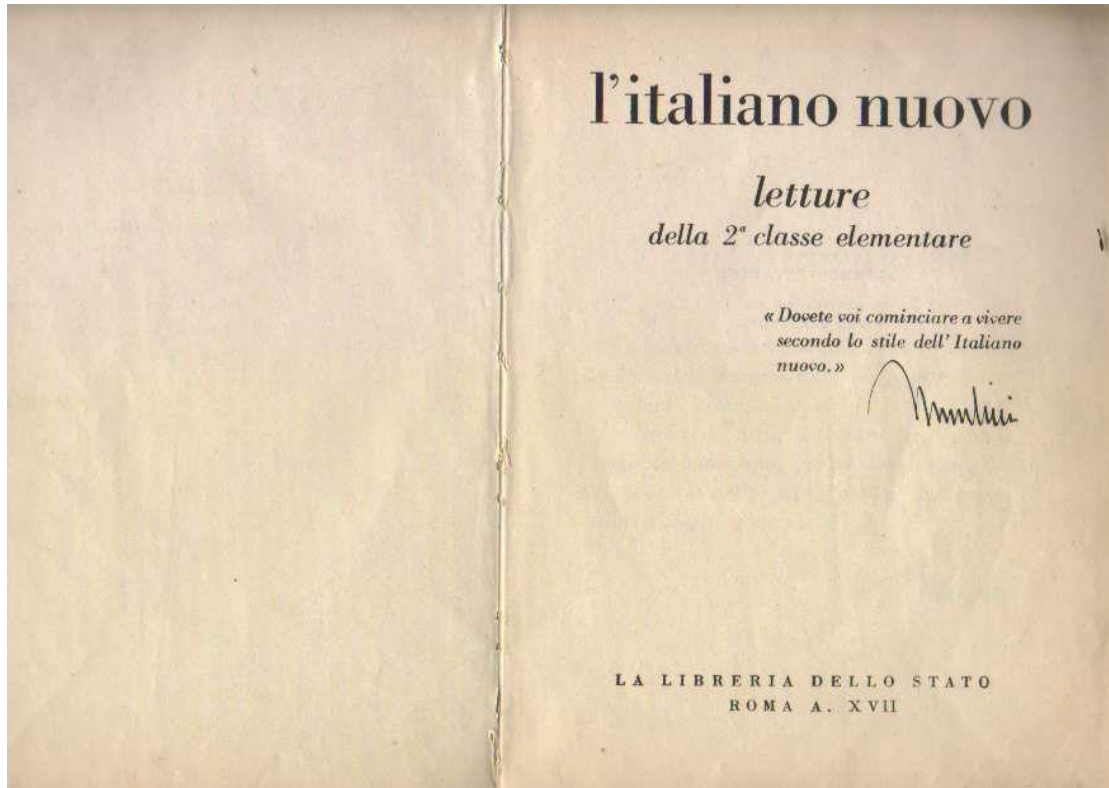 l'italiano nuovo
letture
della 2ª classe elementare
« Dovete voi cominciare a vivere
secondo lo stile dell' Italiano
nuovo. »
Mussolini
LA LIBRERIA DELLO STATO
ROMA A. XVII